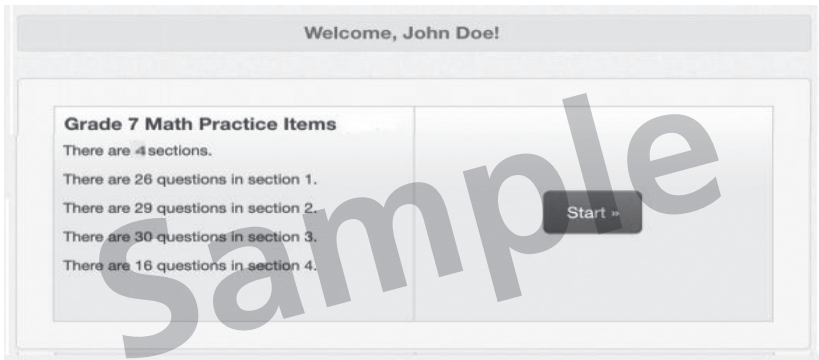 Welcome, John Doe!
Grade 7 Math Practice Items
There are 4 sections.
There are 26 questions in section 1.
There are 29 questions in section 2.
There are 30 questions in section 3.
There are 16 questions in section 4.
Start »
Sample